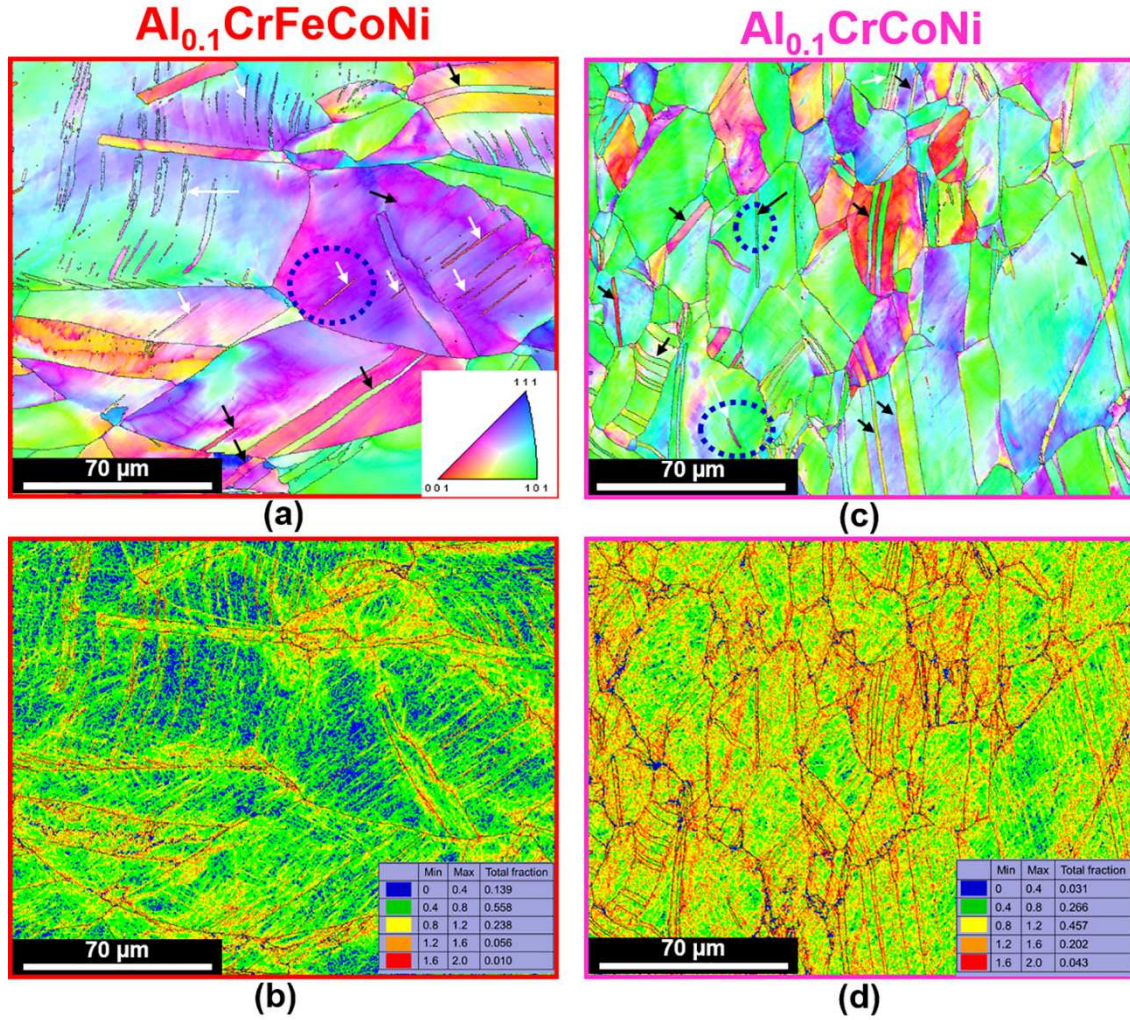 Al0.1CrFeCoNi
Al0.1CrCoNi
111
001
101
70 µm
(a)
70 µm
(c)
Min Max Total fraction
0 0.4 0.139
0.4 0.8 0.558
0.8 1.2 0.238
1.2 1.6 0.056
1.6 2.0 0.010
70 µm
(b)
Min Max Total fraction
0 0.4 0.031
0.4 0.8 0.266
0.8 1.2 0.457
1.2 1.6 0.202
1.6 2.0 0.043
70 µm
(d)